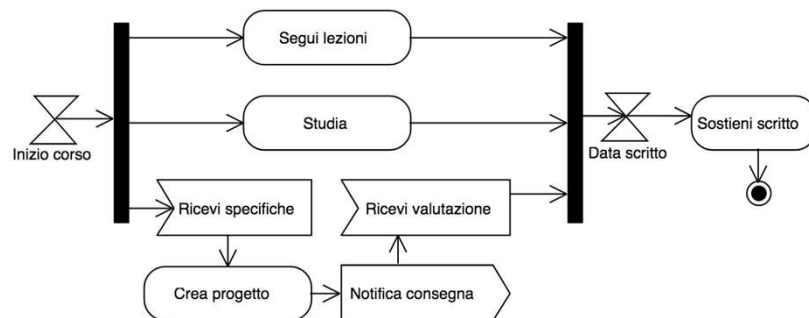 Segui lezioni
Studia
Inizio corso
Data scritto
Sostieni scritto
Ricevi specifiche
Ricevi valutazione
Crea progetto
Notifica consegna